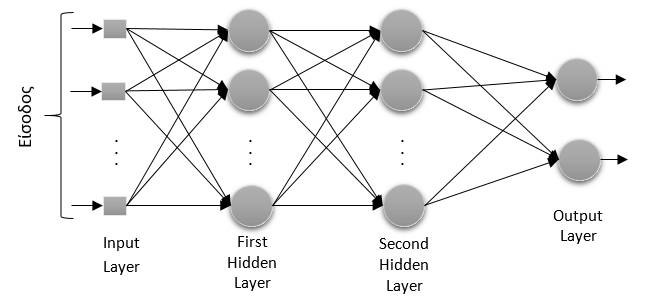 Είσοδος
Input
Layer
First
Hidden
Layer
Second
Hidden
Layer
Output
Layer